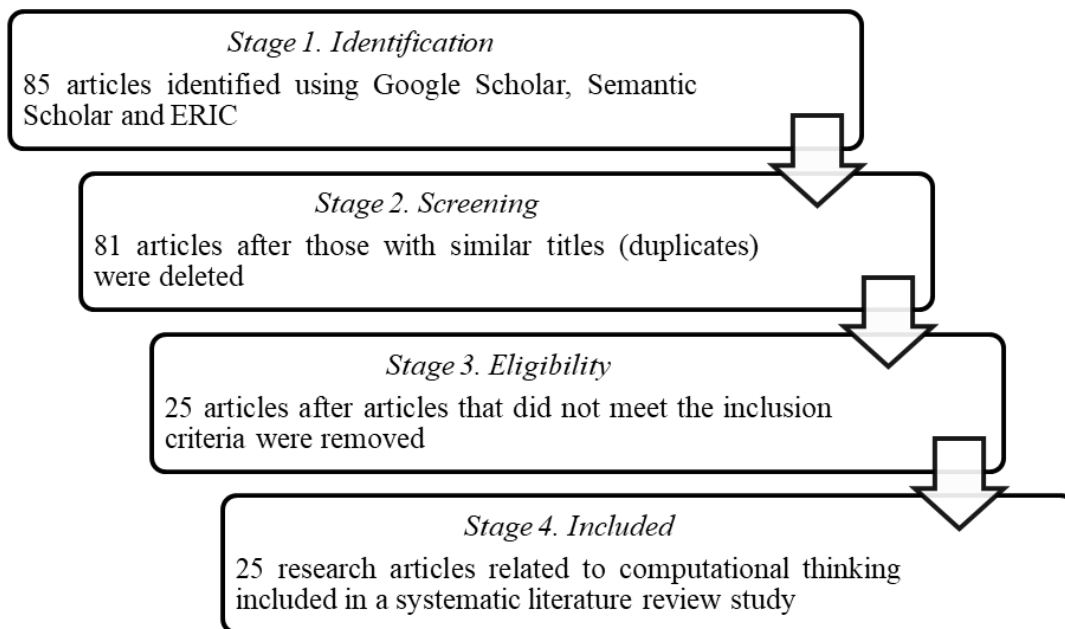 Stage 1. Identification
85 articles identified using Google Scholar, Semantic
Scholar and ERIC
Stage 2. Screening
81 articles after those with similar titles (duplicates)
were deleted
Stage 3. Eligibility
25 articles after articles that did not meet the inclusion
criteria were removed
Stage 4. Included
25 research articles related to computational thinking
included in a systematic literature review study